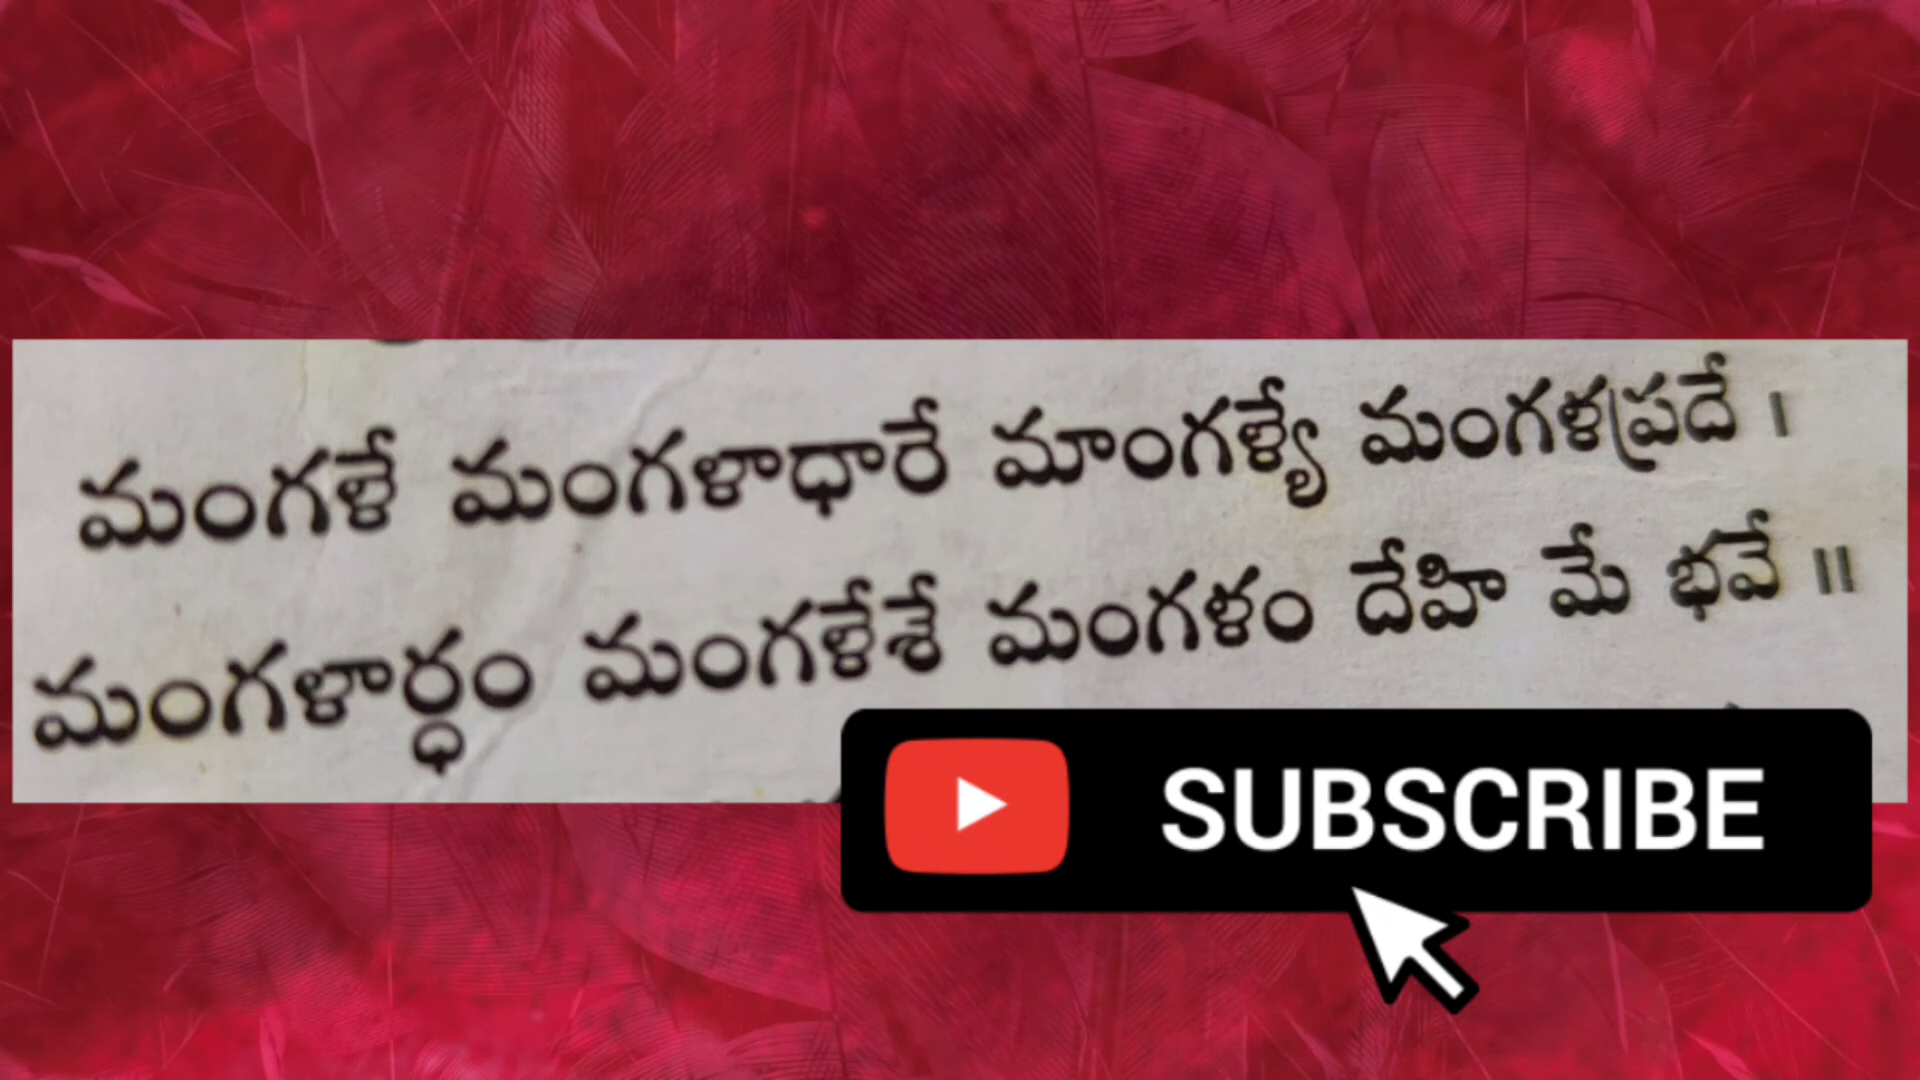 మంగళే మంగళాధారే మాంగళ్యే మంగళప్రదే ।
మంగళార్ధం మంగళేశే మంగళం దేహి మే భవే ॥
SUBSCRIBE